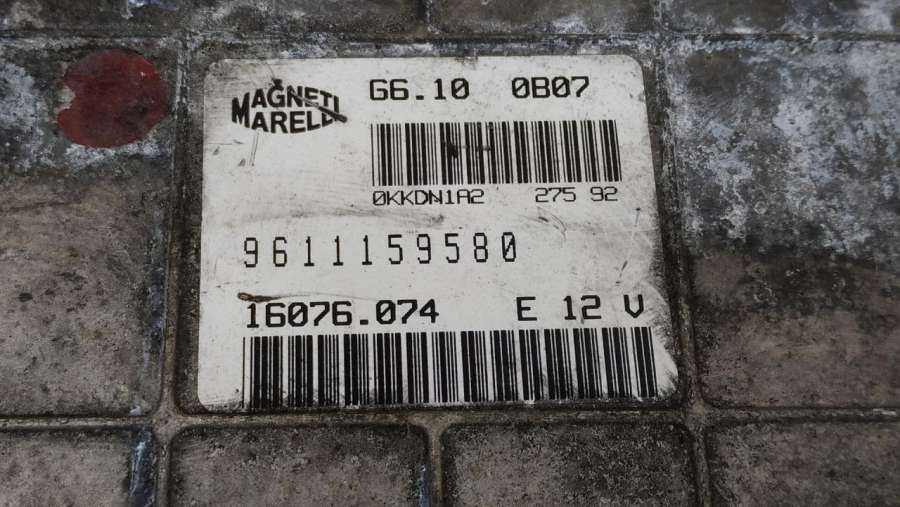 MAGNETI
MARELLI
G6.10 0B07
0KKDN1A2 275 92
9611159580
16076.074 E 12 V